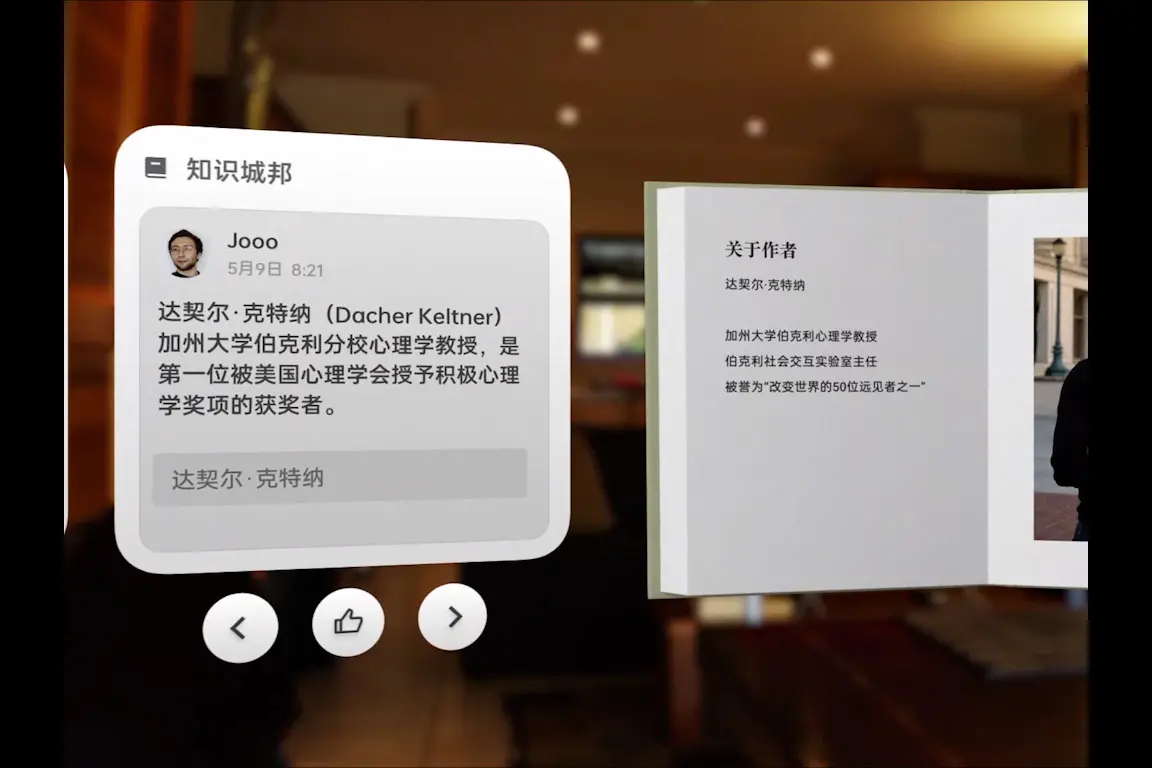 知识城邦
Jooo
5月9日 8:21
达契尔·克特纳（Dacher Keltner）
加州大学伯克利分校心理学教授，是
第一位被美国心理学会授予积极心理
学奖项的获奖者。
达契尔·克特纳
关于作者
达契尔·克特纳
加州大学伯克利心理学教授
伯克利社会交互实验室主任
被誉为“改变世界的50位远见者之一”